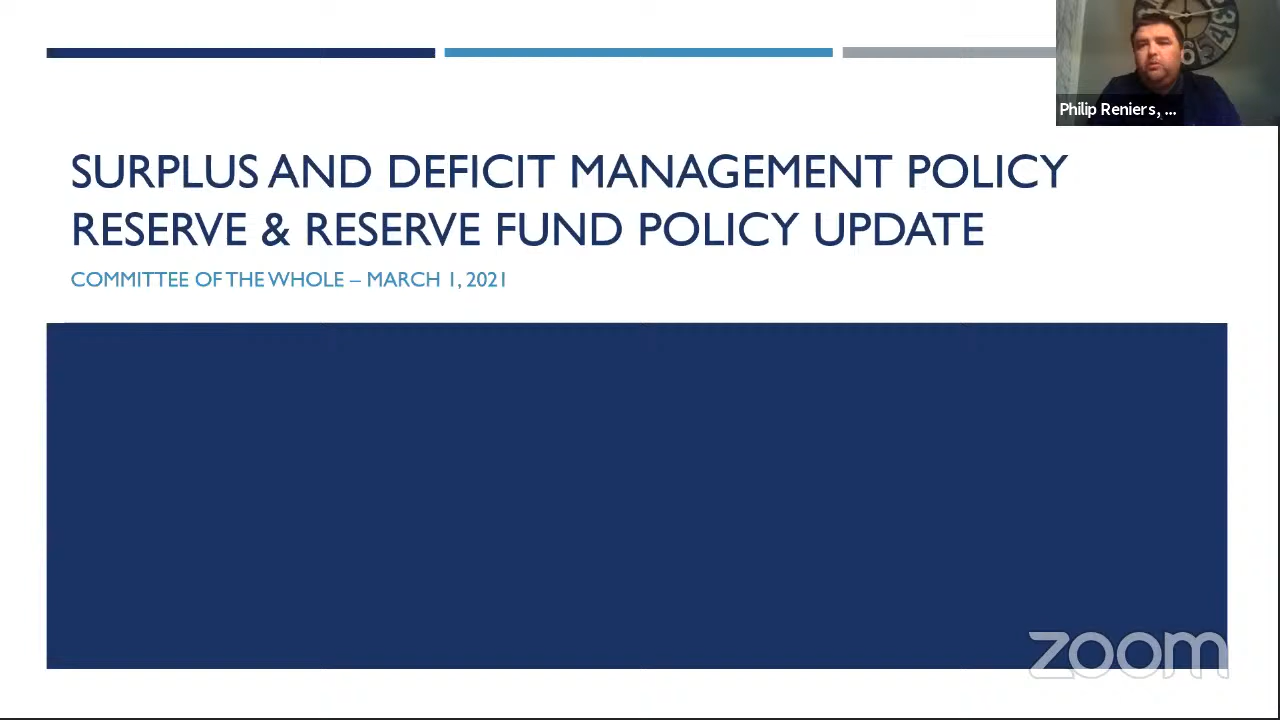 SURPLUS AND DEFICIT MANAGEMENT POLICY
RESERVE & RESERVE FUND POLICY UPDATE
COMMITTEE OF THE WHOLE – MARCH 1, 2021
Philip Reniers, ...
zoom